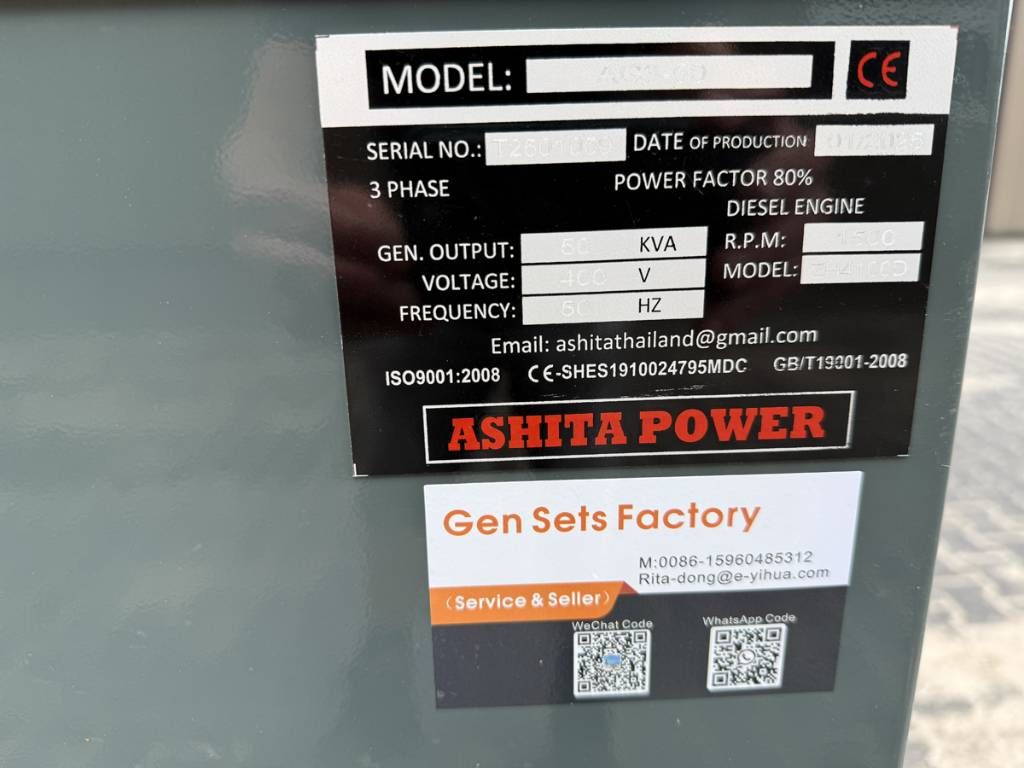 MODEL:
CE
SERIAL NO.: DATE OF PRODUCTION
3 PHASE POWER FACTOR 80%
DIESEL ENGINE
GEN. OUTPUT: KVA R.P.M:
VOLTAGE: 400 V MODEL:
FREQUENCY: HZ
Email: ashitathailand@gmail.com
ISO9001:2008 CE-SHES1910024795MDC GB/T19001-2008
ASHITA POWER
Gen Sets Factory
M:0086-15960485312
Rita-dong@e-yihua.com
(Service & Seller)
WeChat Code WhatsApp Code